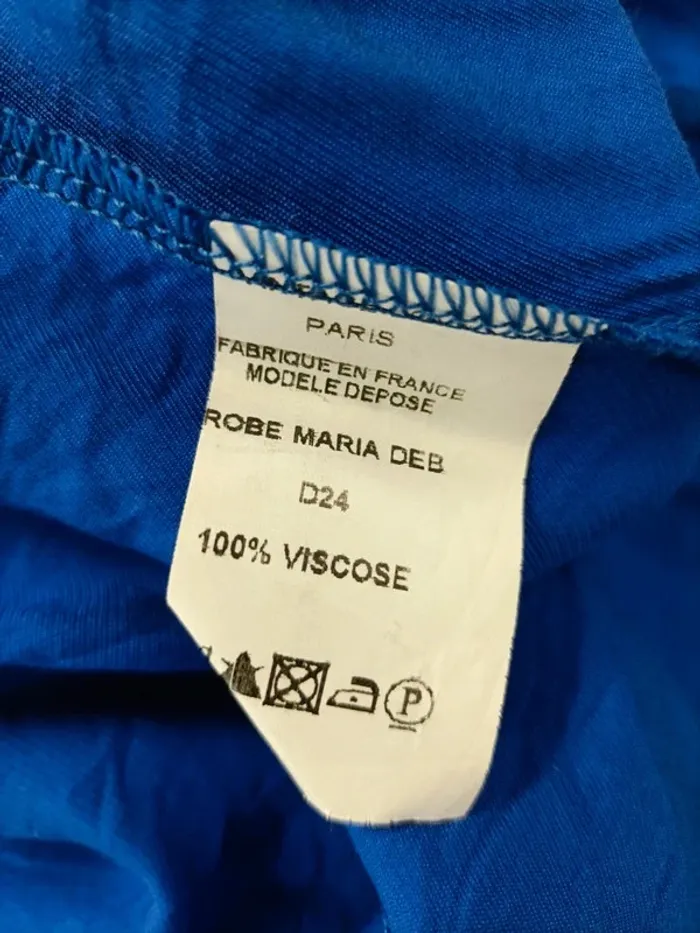 PARIS
FABRIQUE EN FRANCE
MODELE DEPOSE
ROBE MARIA DEB
D24
100% VISCOSE
P